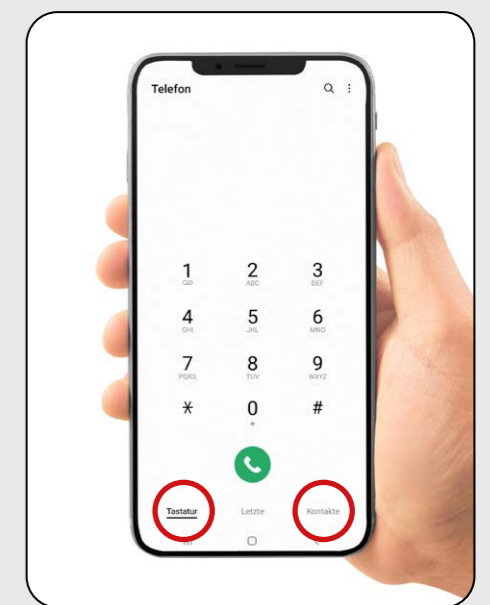 Telefon
1 2 3
ABC DEF
4 5 6
GHI JKL MNO
7 8 9
PQRS TUV WXYZ
* 0 #
+
Tastatur Letzte Kontakte